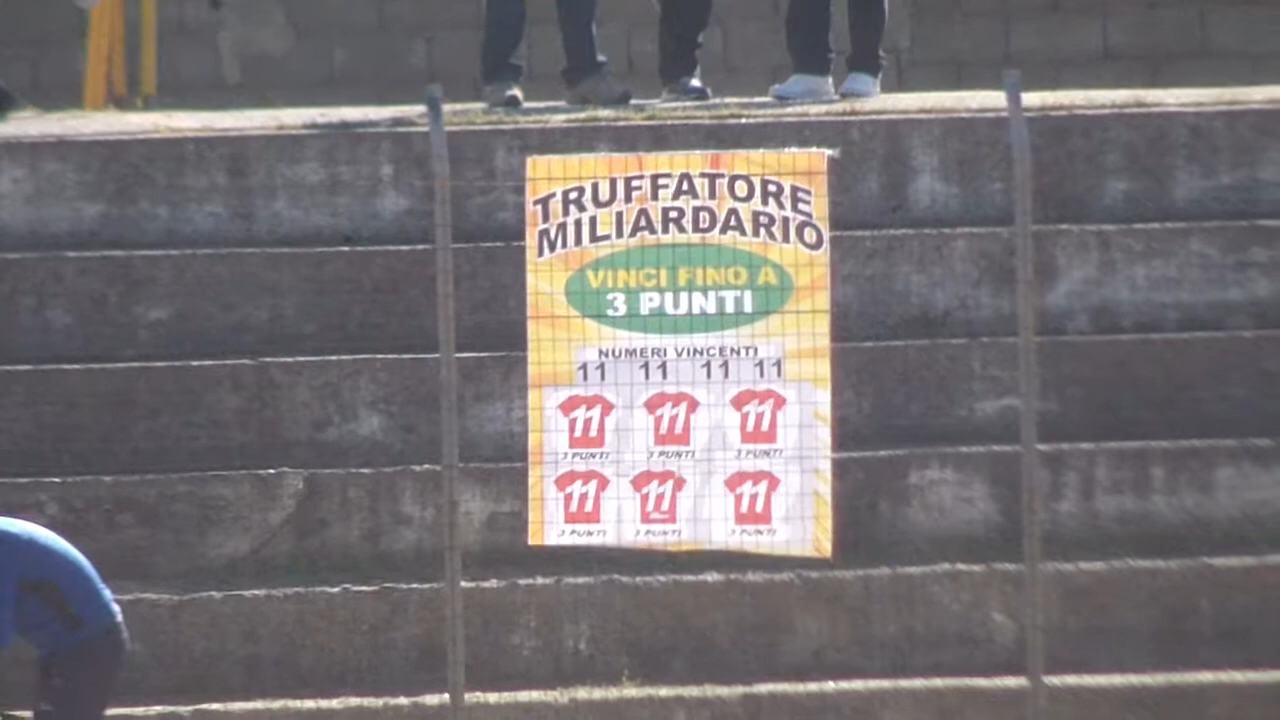 TRUFFATORE
MILIARDARIO
VINCI FINO A
3 PUNTI
NUMERI VINCENTI
11 11 11 11
11 11 11
3 PUNTI 3 PUNTI 3 PUNTI
11 11 11
3 PUNTI 3 PUNTI 3 PUNTI